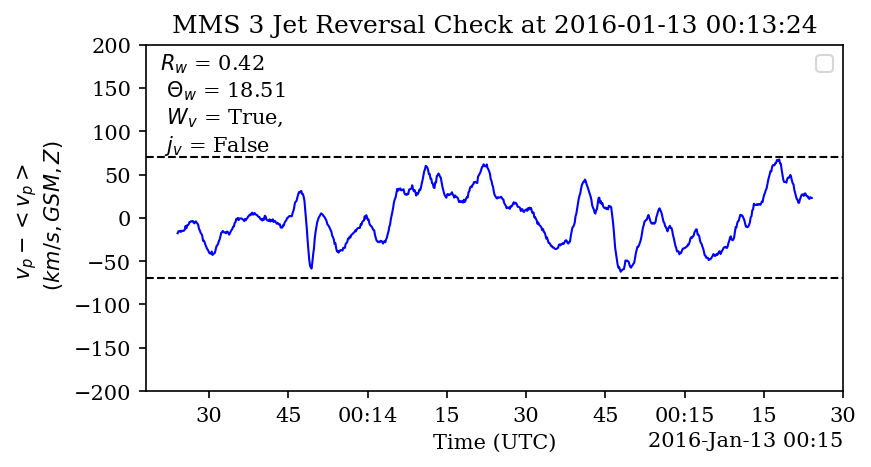 MMS 3 Jet Reversal Check at 2016-01-13 00:13:24
R_w = 0.42
Θ_w = 18.51
W_v = True,
j_v = False
v_p − < v_p >
(km/s, GSM, Z)
200
150
100
50
0
−50
−100
−150
−200
30 45 00:14 15 30 45 00:15 15 30
Time (UTC)
2016-Jan-13 00:15